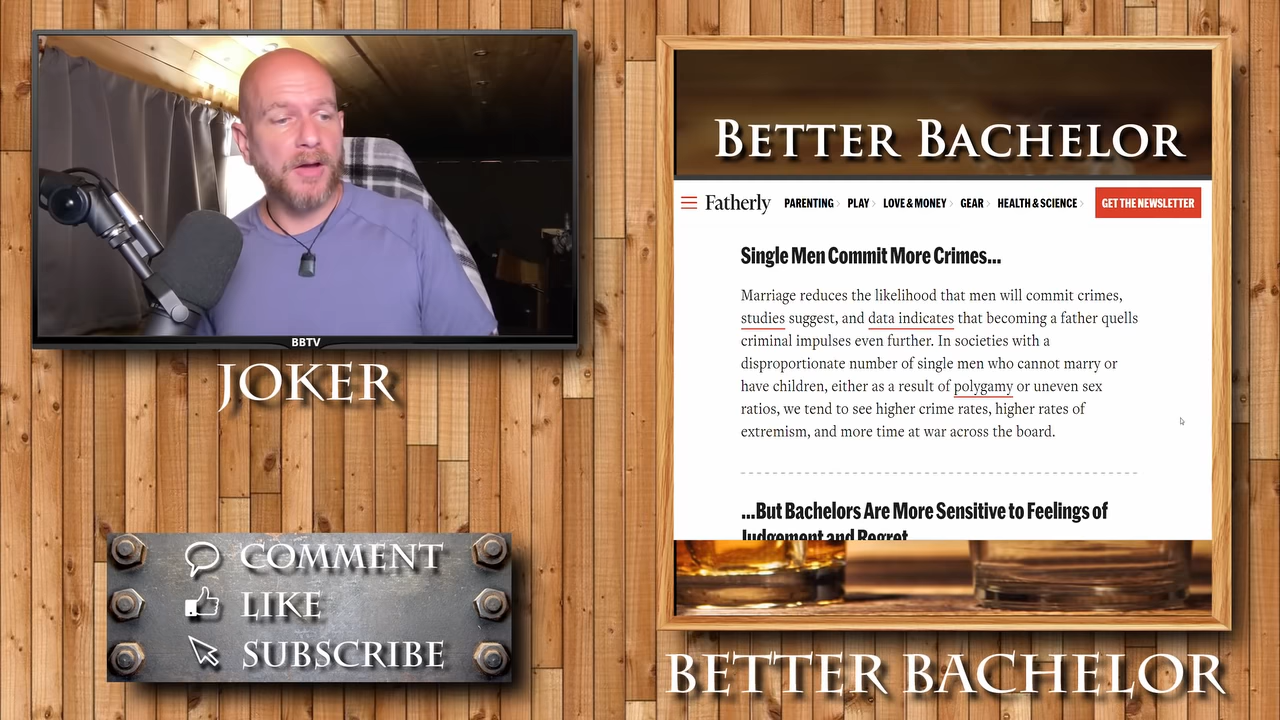 BBTV
JOKER
COMMENT
LIKE
SUBSCRIBE
BETTER BACHELOR
Fatherly PARENTING PLAY LOVE & MONEY GEAR HEALTH & SCIENCE GET THE NEWSLETTER
Single Men Commit More Crimes...
Marriage reduces the likelihood that men will commit crimes,
studies suggest, and data indicates that becoming a father quells
criminal impulses even further. In societies with a
disproportionate number of single men who cannot marry or
have children, either as a result of polygamy or uneven sex
ratios, we tend to see higher crime rates, higher rates of
extremism, and more time at war across the board.
...But Bachelors Are More Sensitive to Feelings of
Judgement and Regret
BETTER BACHELOR